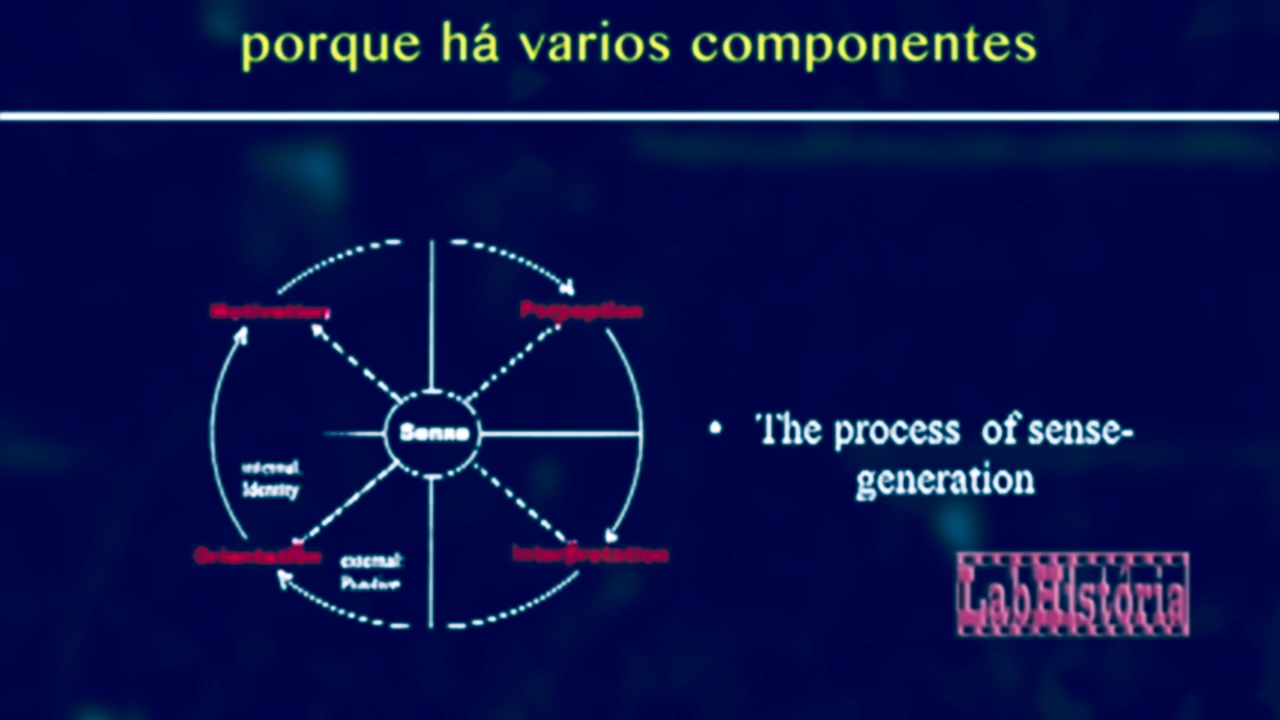 porque há varios componentes
Motivation
Perception
Sense
• The process of sense-
generation
internal
Identity
Orientation
Interpretation
external:
LabHistória